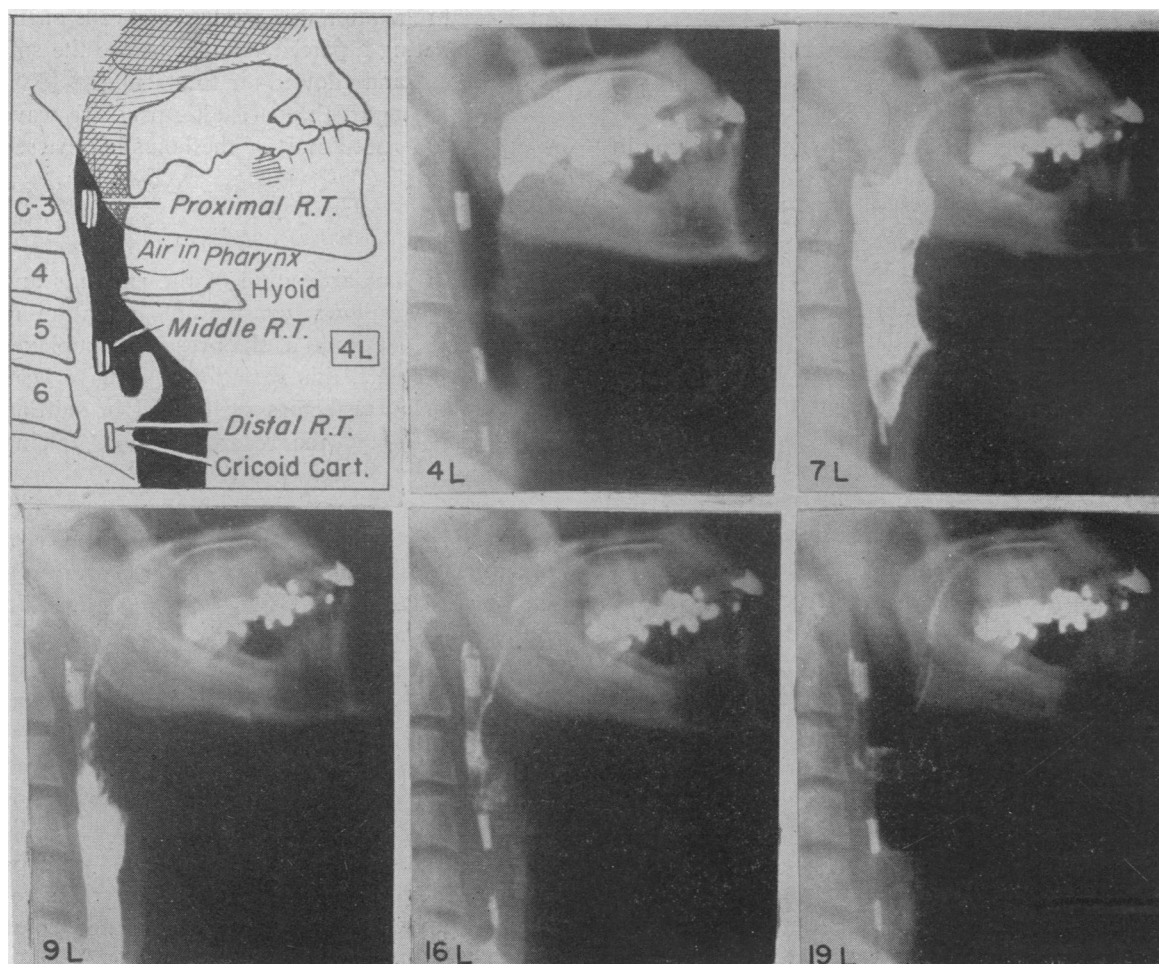 C-3
Proximal R.T.
Air in Pharynx
4
Hyoid
5
Middle R.T.
4L
6
Distal R.T.
Cricoid Cart.
4L
7L
9L
16L
19L